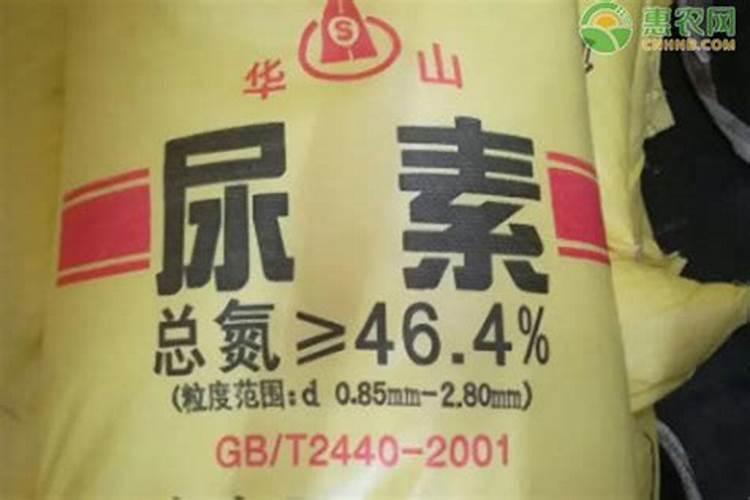 惠农网
CNHNB.COM
S
华 山
尿素
总氮≥46.4%
(粒度范围:d 0.85mm-2.80mm)
GB/T2440-2001